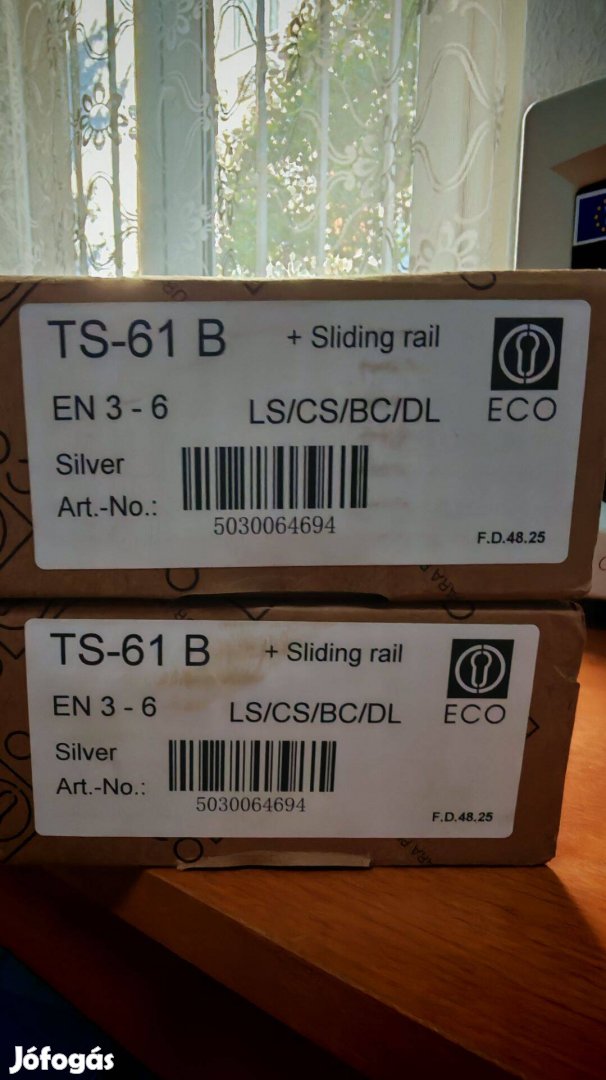 TS-61 B + Sliding rail
EN 3 - 6 LS/CS/BC/DL ECO
Silver
Art.-No.:
5030064694
F.D.48.25
TS-61 B + Sliding rail
EN 3 - 6 LS/CS/BC/DL ECO
Silver
Art.-No.:
5030064694
F.D.48.25
Jófogás